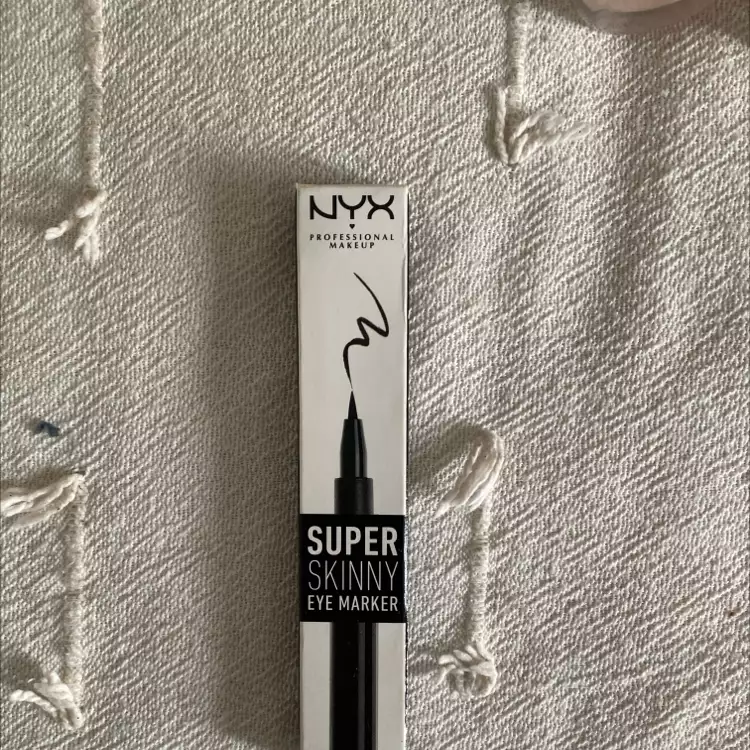 NYX
PROFESSIONAL
MAKEUP
SUPER
SKINNY
EYE MARKER